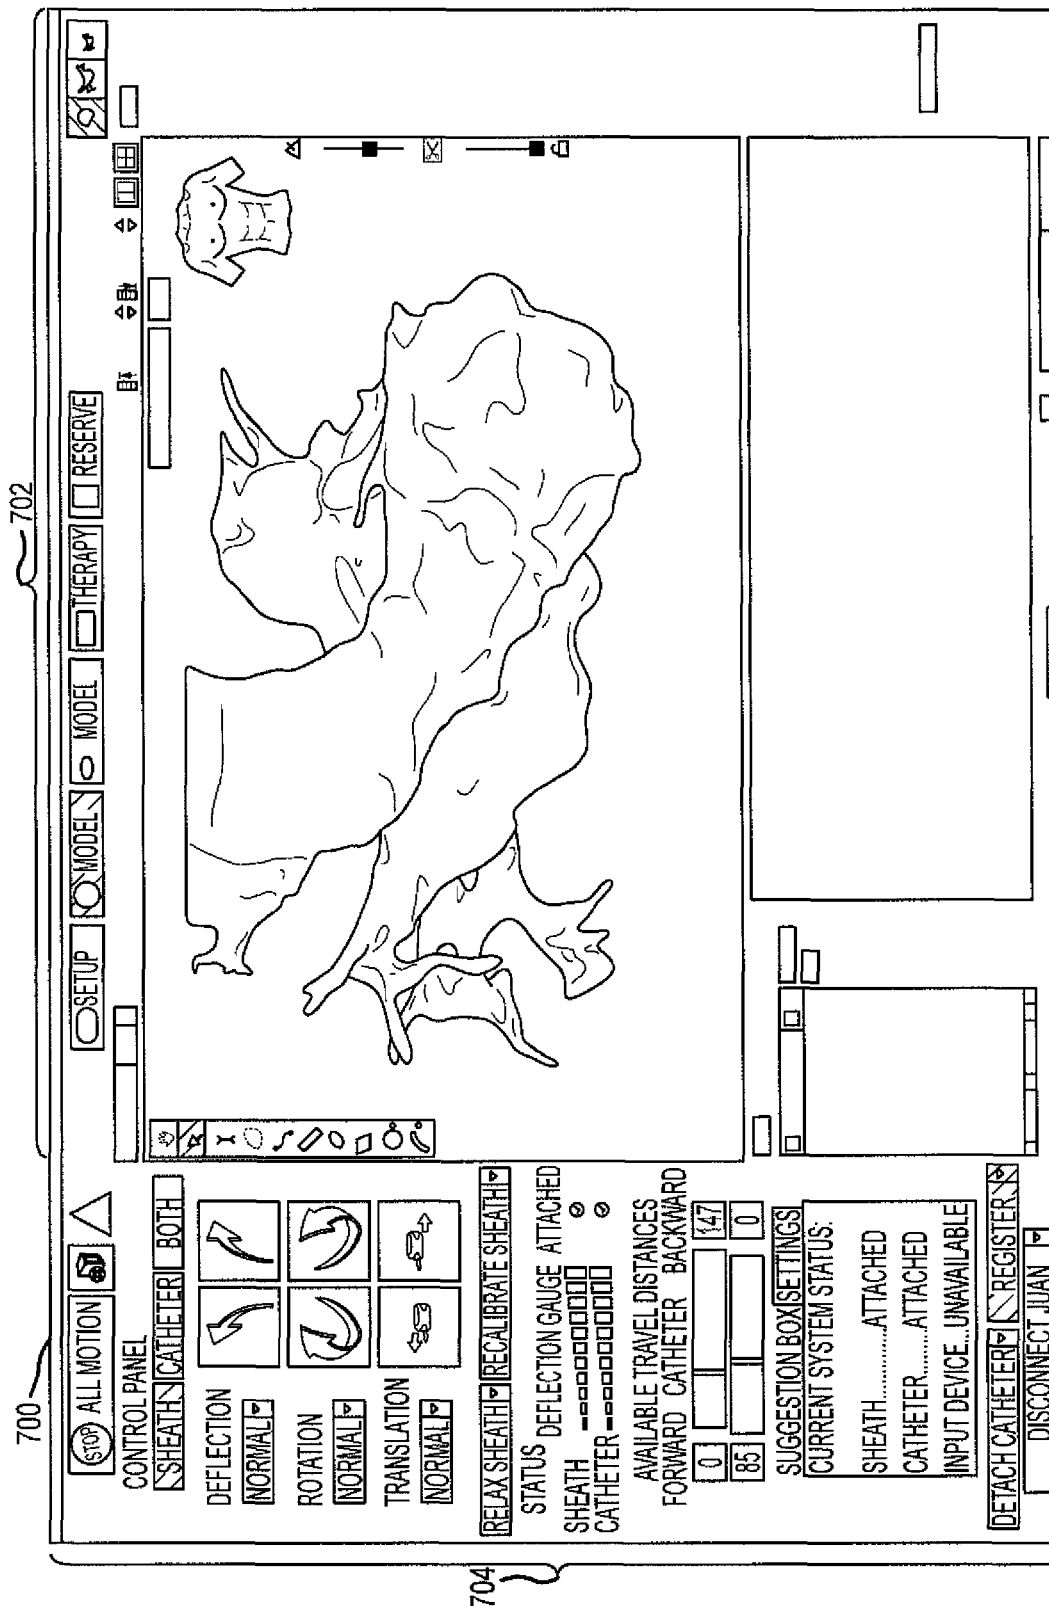 700
702
704
STOP ALL MOTION
SETUP MODEL MODEL THERAPY RESERVE
CONTROL PANEL
SHEATH CATHETER BOTH
DEFLECTION
NORMAL
ROTATION
NORMAL
TRANSLATION
NORMAL
RELAX SHEATH RECALIBRATE SHEATH
STATUS DEFLECTION GAUGE ATTACHED
SHEATH
CATHETER
AVAILABLE TRAVEL DISTANCES
FORWARD CATHETER BACKWARD
0 147
85 0
SUGGESTION BOX SETTINGS
CURRENT SYSTEM STATUS:
SHEATH..........ATTACHED
CATHETER.......ATTACHED
INPUT DEVICE...UNAVAILABLE
DETACH CATHETER REGISTER
DISCONNECT JUAN